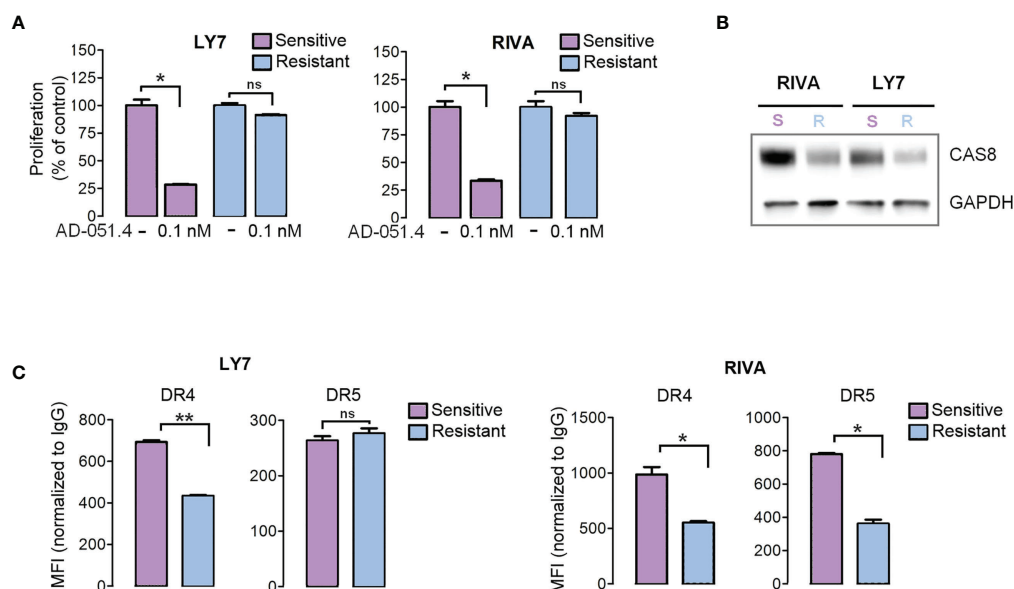 A
LY7
Sensitive
Resistant
Proliferation
(% of control)
150
125
100
75
50
25
0
*
ns
AD-051.4 – 0.1 nM – 0.1 nM
RIVA
Sensitive
Resistant
150
125
100
75
50
25
0
*
ns
AD-051.4 – 0.1 nM – 0.1 nM
B
RIVA LY7
S R S R
CAS8
GAPDH
C
LY7
DR4
MFI (normalized to IgG)
800
600
400
200
0
**
DR5
300
200
100
0
ns
Sensitive
Resistant
RIVA
DR4
MFI (normalized to IgG)
1500
1000
500
0
*
DR5
800
600
400
200
0
*
Sensitive
Resistant